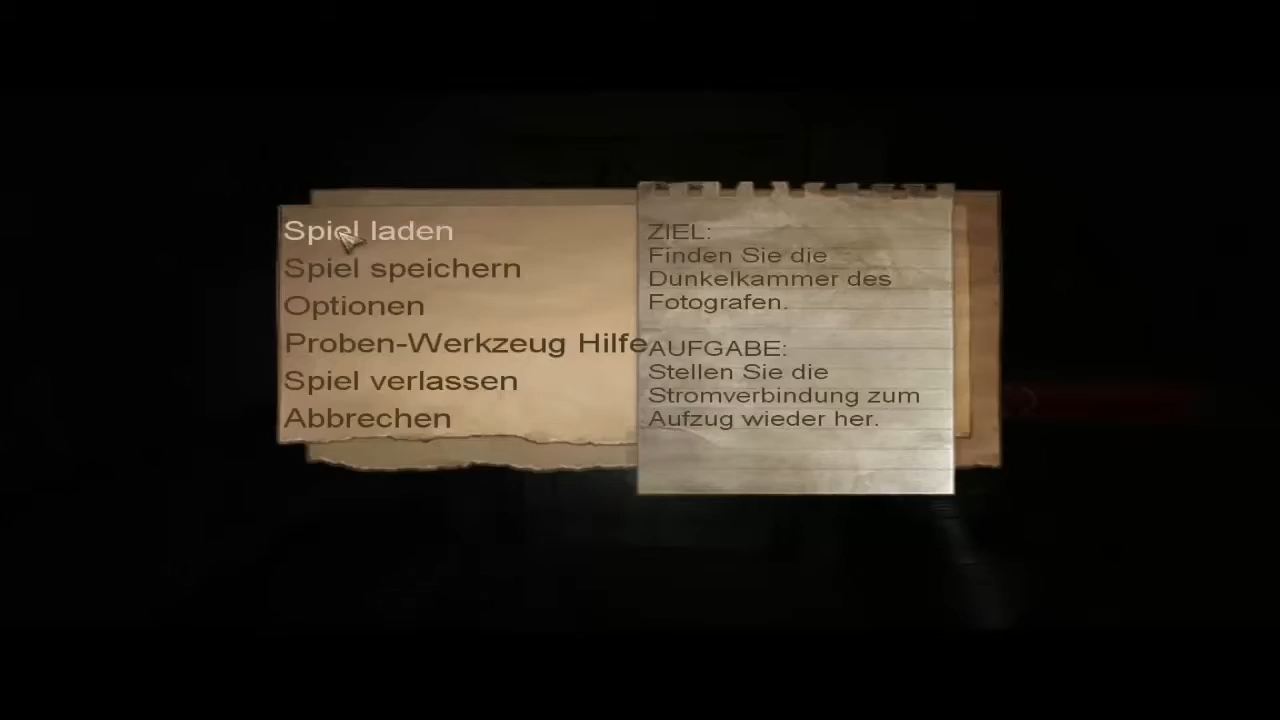 Spiel laden
Spiel speichern
Optionen
Proben-Werkzeug Hilfe
Spiel verlassen
Abbrechen
ZIEL:
Finden Sie die
Dunkelkammer des
Fotografen.
AUFGABE:
Stellen Sie die
Stromverbindung zum
Aufzug wieder her.